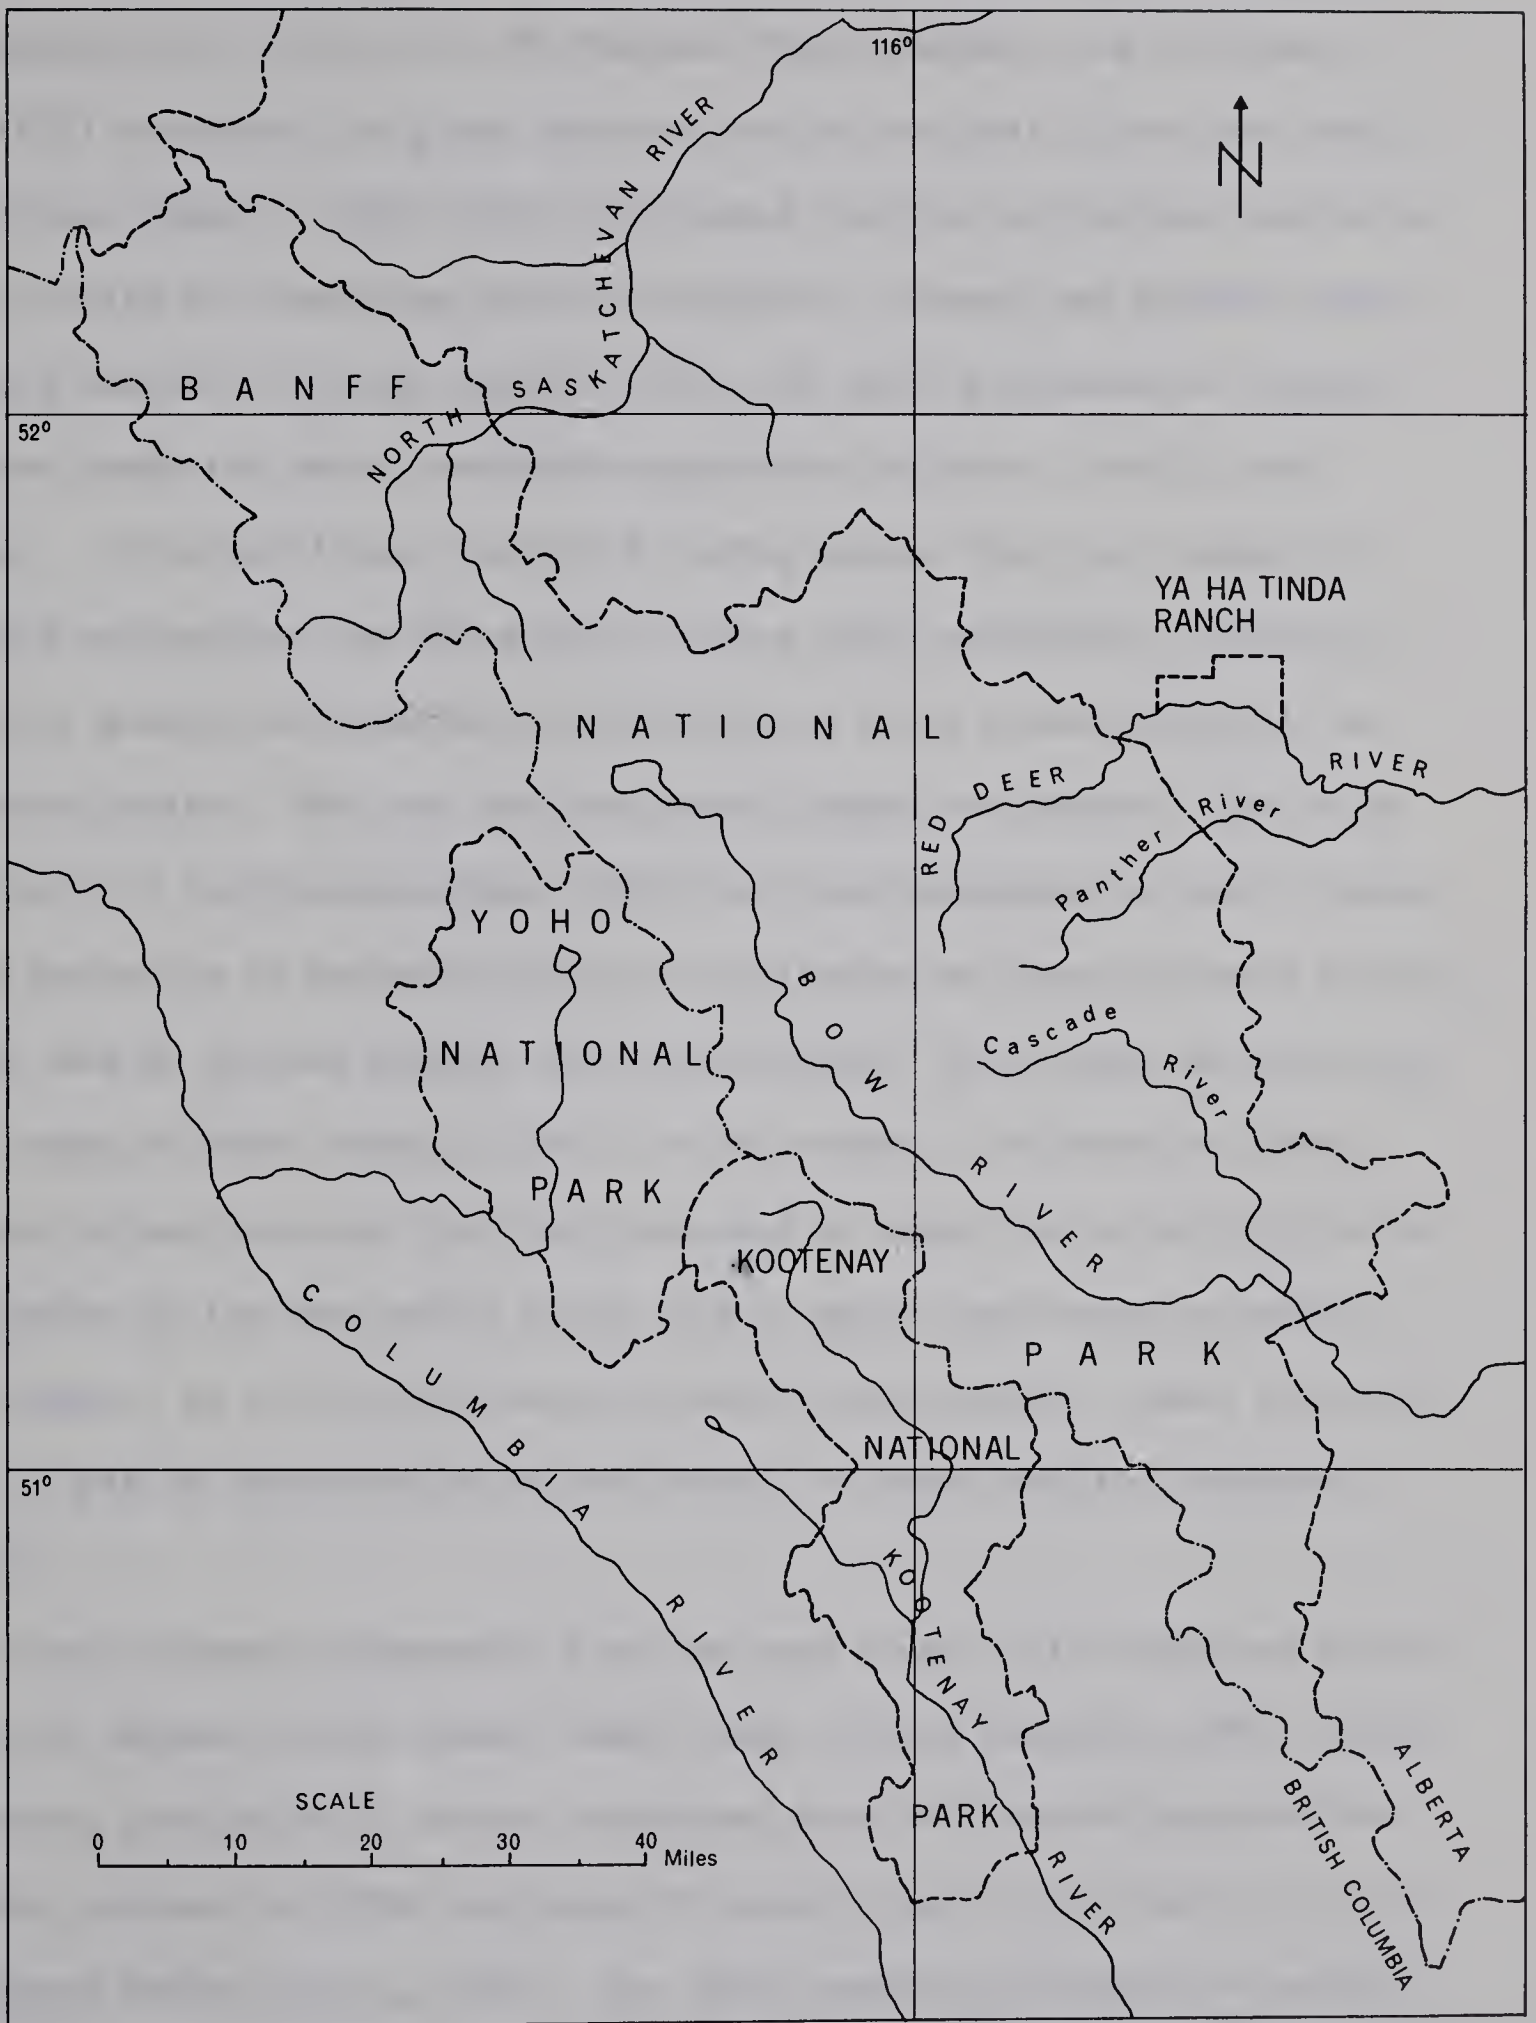 116°
NORTH SASKATCHEVAN RIVER
BANFF
52°
YA HA TINDA
RANCH
NATIONAL
RED DEER RIVER
Panther River
YOHO
BOW RIVER
NATIONAL
Cascade River
PARK
KOOTENAY
COLUMBIA RIVER
PARK
NATIONAL
51°
KOOTENAY RIVER
ALBERTA
BRITISH COLUMBIA
PARK
SCALE
0 10 20 30 40 Miles
N